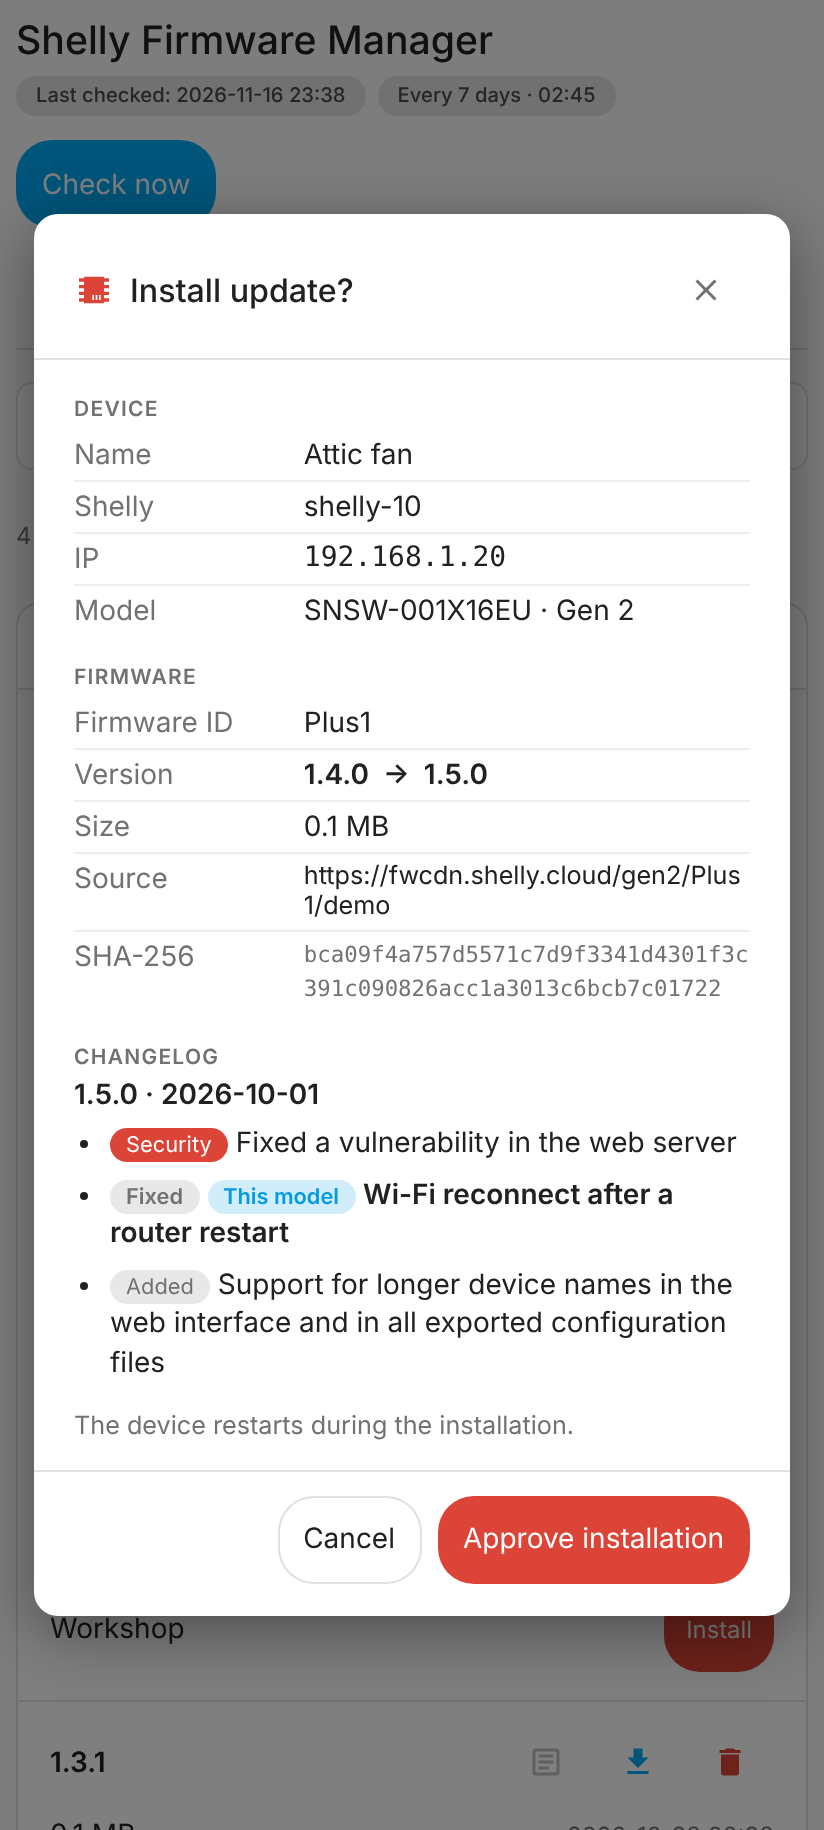 Shelly Firmware Manager
Last checked: 2026-11-16 23:38
Every 7 days · 02:45
Check now
Install update?
DEVICE
Name Attic fan
Shelly shelly-10
IP 192.168.1.20
Model SNSW-001X16EU · Gen 2
FIRMWARE
Firmware ID Plus1
Version 1.4.0 → 1.5.0
Size 0.1 MB
Source https://fwcdn.shelly.cloud/gen2/Plus
1/demo
SHA-256 bca09f4a757d5571c7d9f3341d4301f3c
391c090826acc1a3013c6bcb7c01722
CHANGELOG
1.5.0 · 2026-10-01
• Security Fixed a vulnerability in the web server
• Fixed This model Wi-Fi reconnect after a
router restart
• Added Support for longer device names in the
web interface and in all exported configuration
files
The device restarts during the installation.
Cancel Approve installation
4
Workshop Install
1.3.1
0.1 MB